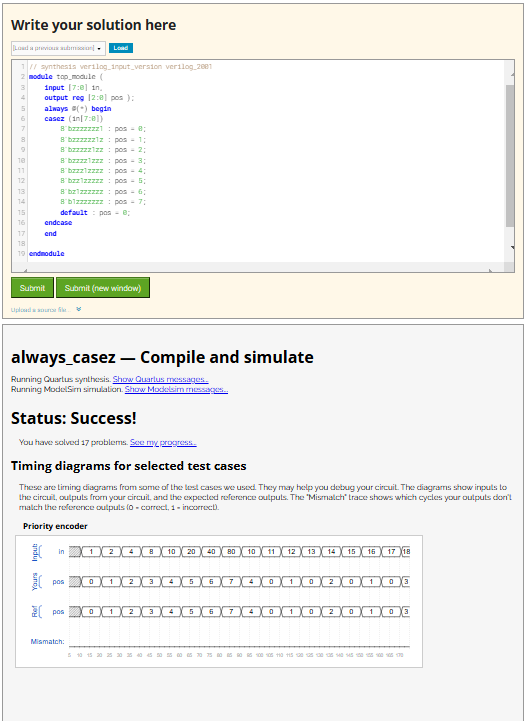 Write your solution here
[Load a previous submission] Load
1 // synthesis verilog_input_version verilog_2001
2 module top_module (
3 input [7:0] in,
4 output reg [2:0] pos );
5 always @(*) begin
6 casez (in[7:0])
7 8'bzzzzzzz1 : pos = 0;
8 8'bzzzzzz1z : pos = 1;
9 8'bzzzzz1zz : pos = 2;
10 8'bzzzz1zzz : pos = 3;
11 8'bzzz1zzzz : pos = 4;
12 8'bzz1zzzzz : pos = 5;
13 8'bz1zzzzzz : pos = 6;
14 8'b1zzzzzzz : pos = 7;
15 default : pos = 0;
16 endcase
17 end
18
19 endmodule
Submit Submit (new window)
Upload a source file...
always_casez — Compile and simulate
Running Quartus synthesis. Show Quartus messages...
Running ModelSim simulation. Show Modelsim messages...
Status: Success!
You have solved 17 problems. See my progress...
Timing diagrams for selected test cases
These are timing diagrams from some of the test cases we used. They may help you debug your circuit. The diagrams show inputs to
the circuit, outputs from your circuit, and the expected reference outputs. The "Mismatch" trace shows which cycles your outputs don't
match the reference outputs (0 = correct, 1 = incorrect).
Priority encoder
Inputs in 1 2 4 8 10 20 40 80 10 11 12 13 14 15 16 17 18
Yours pos 0 1 2 3 4 5 6 7 4 0 1 0 2 0 1 0 3
Ref pos 0 1 2 3 4 5 6 7 4 0 1 0 2 0 1 0 3
Mismatch:
5 10 15 20 25 30 35 40 45 50 55 60 65 70 75 80 85 90 95 100 105 110 115 120 125 130 135 140 145 150 155 160 165 170